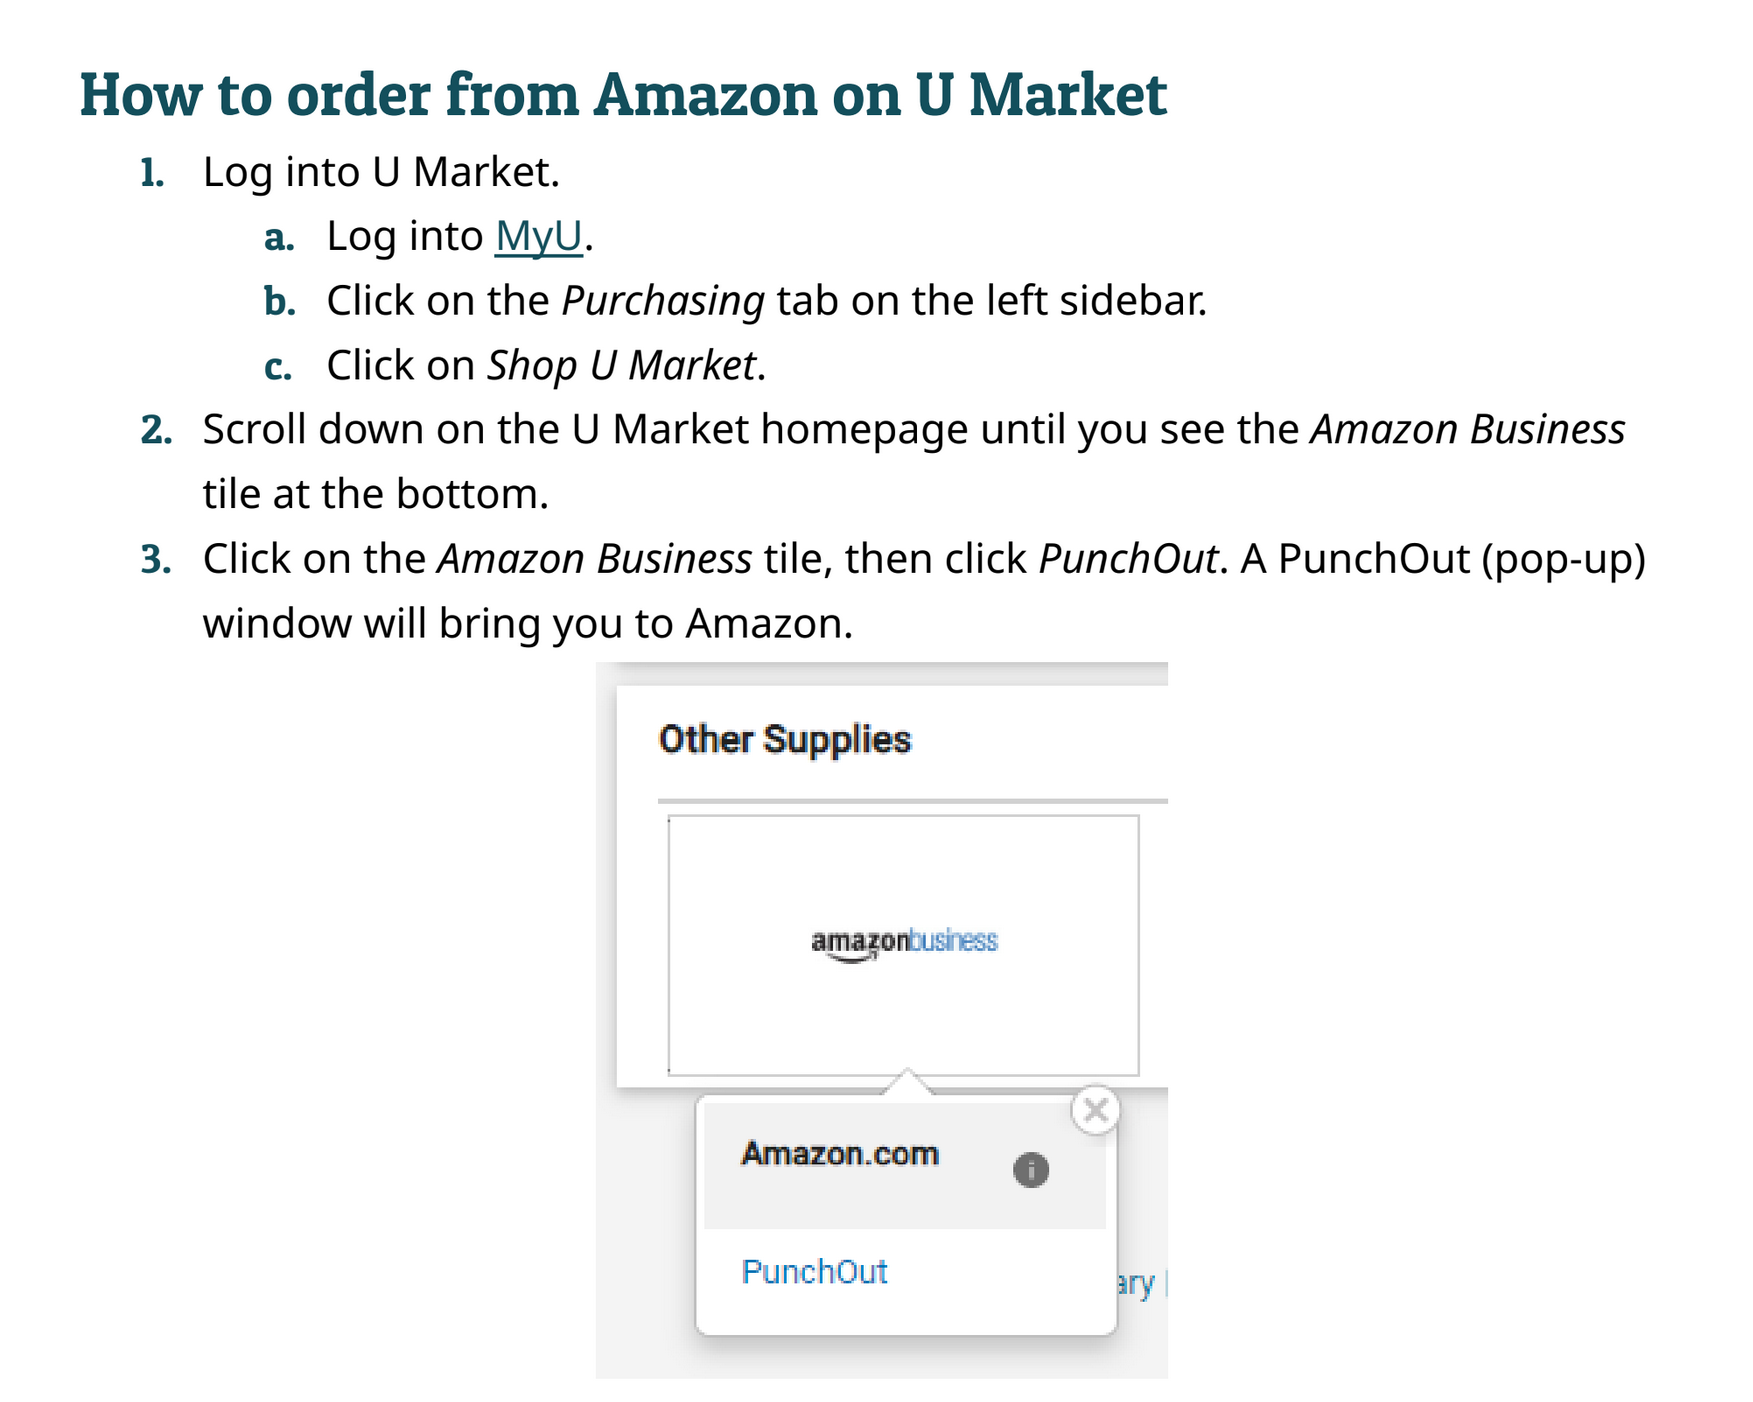 How to order from Amazon on U Market
1. Log into U Market.
a. Log into MyU.
b. Click on the Purchasing tab on the left sidebar.
c. Click on Shop U Market.
2. Scroll down on the U Market homepage until you see the Amazon Business
tile at the bottom.
3. Click on the Amazon Business tile, then click PunchOut. A PunchOut (pop-up)
window will bring you to Amazon.
Other Supplies
amazonbusiness
Amazon.com
PunchOut